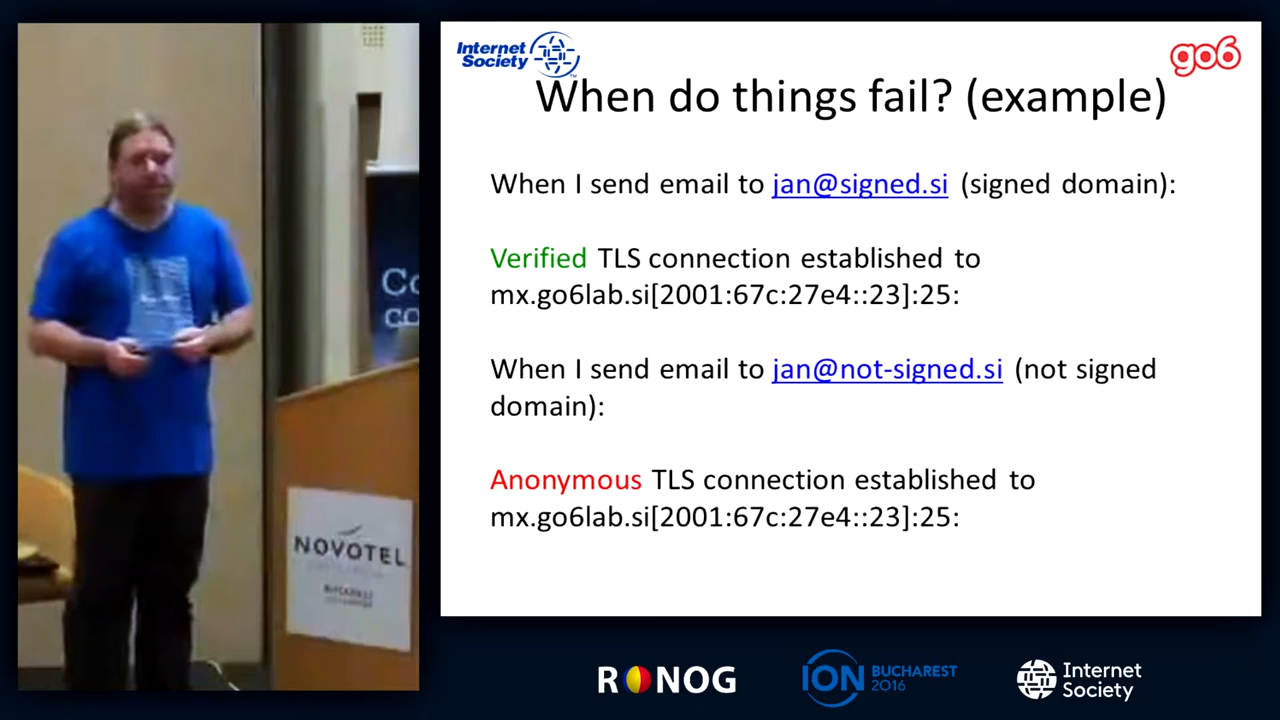 Internet
Society
go6
When do things fail? (example)
When I send email to jan@signed.si (signed domain):
Verified TLS connection established to
mx.go6lab.si[2001:67c:27e4::23]:25:
When I send email to jan@not-signed.si (not signed
domain):
Anonymous TLS connection established to
mx.go6lab.si[2001:67c:27e4::23]:25:
NOVOTEL
RONOG
ION BUCHAREST
2016
Internet
Society